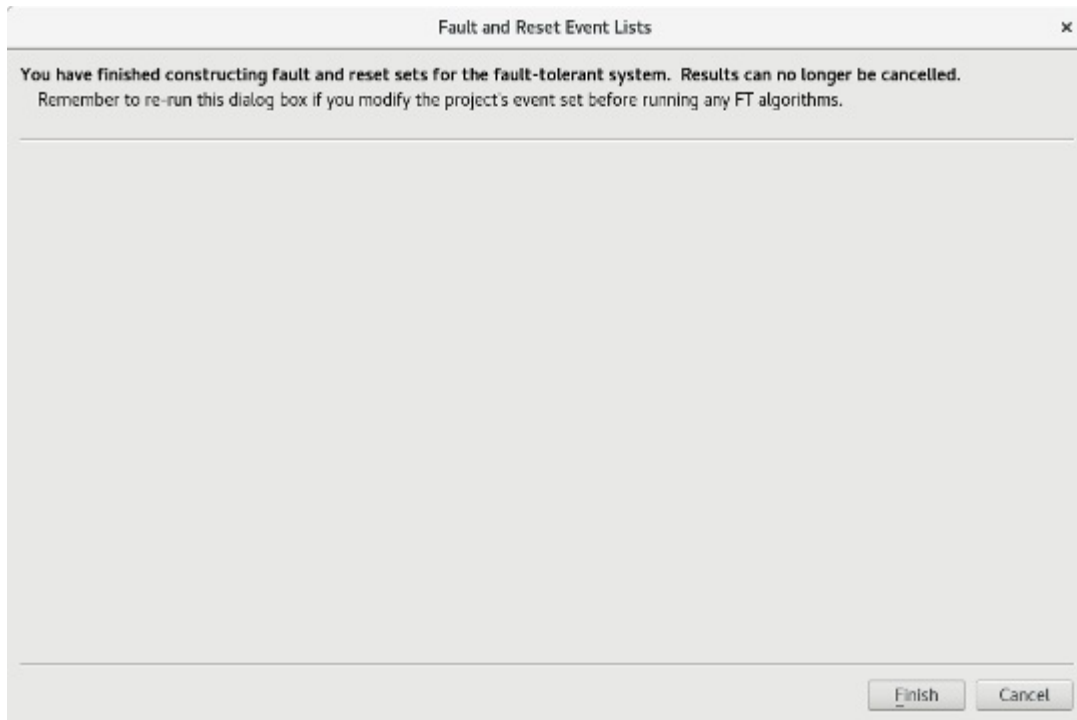 Fault and Reset Event Lists ×
You have finished constructing fault and reset sets for the fault-tolerant system. Results can no longer be cancelled.
Remember to re-run this dialog box if you modify the project's event set before running any FT algorithms.
Finish Cancel